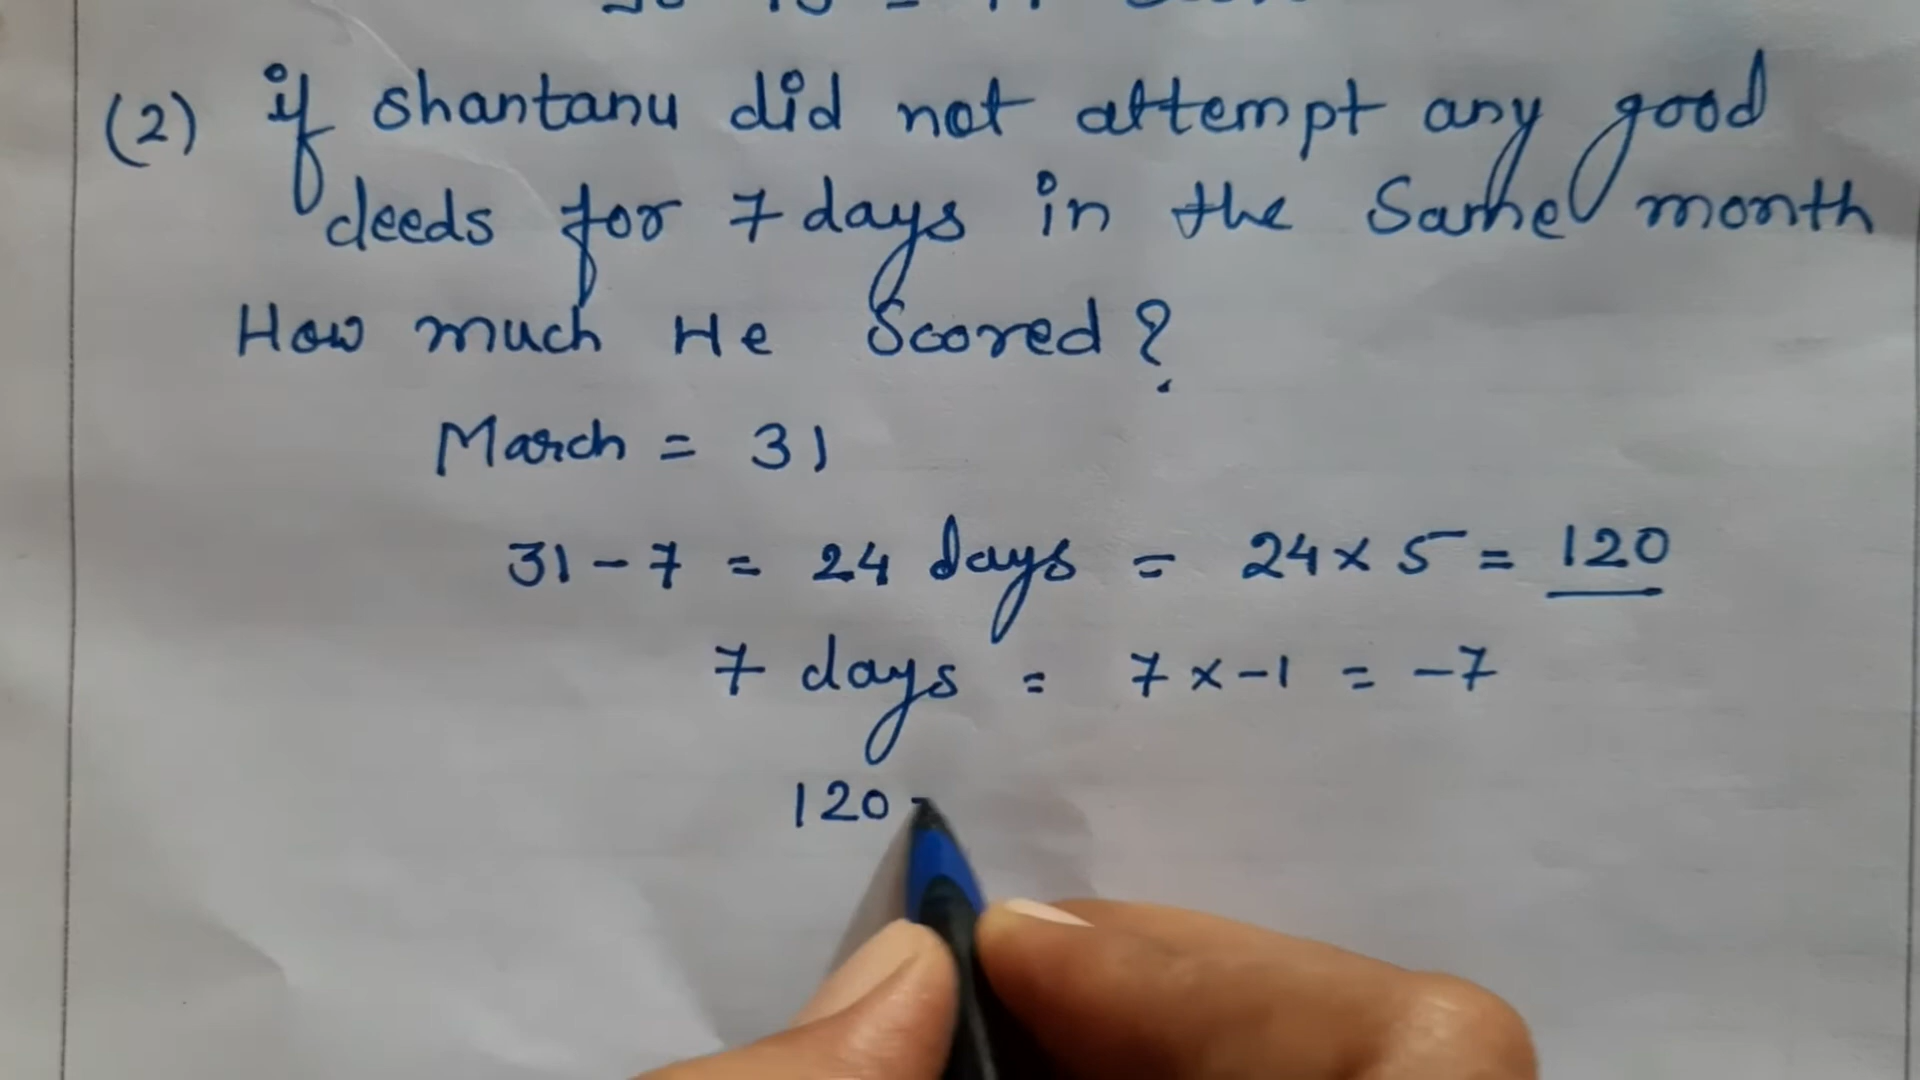 (2) if shantanu did not attempt any good
deeds for 7 days in the Same month
How much He Scored?
March = 31
31 - 7 = 24 days = 24 x 5 = 120
7 days = 7 x -1 = -7
120 -